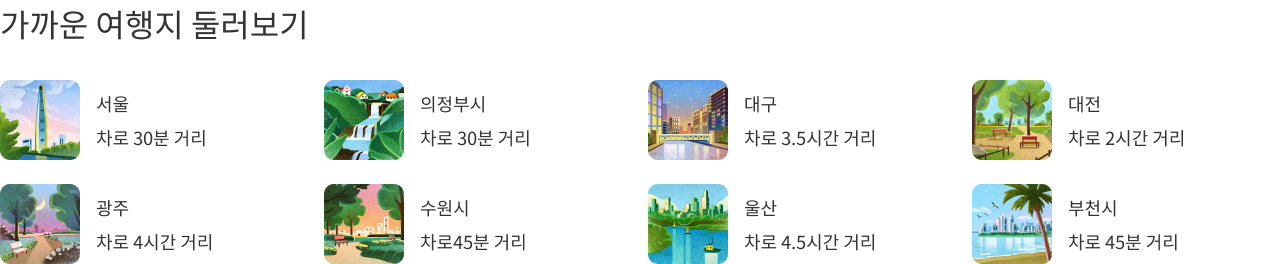 가까운 여행지 둘러보기
서울
차로 30분 거리
의정부시
차로 30분 거리
대구
차로 3.5시간 거리
대전
차로 2시간 거리
광주
차로 4시간 거리
수원시
차로45분 거리
울산
차로 4.5시간 거리
부천시
차로 45분 거리